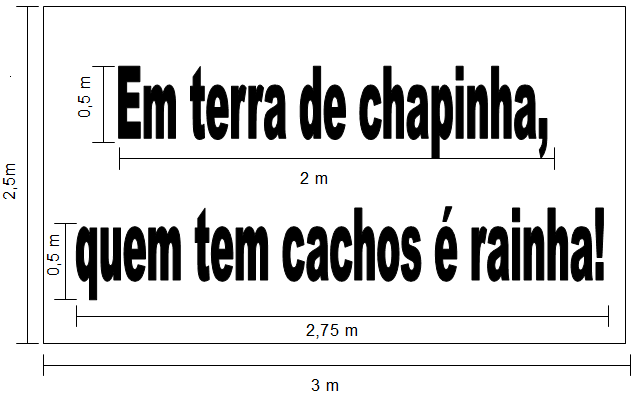 0,5 m
Em terra de chapinha,
2 m
2,5m
0,5 m
quem tem cachos é rainha!
2,75 m
3 m